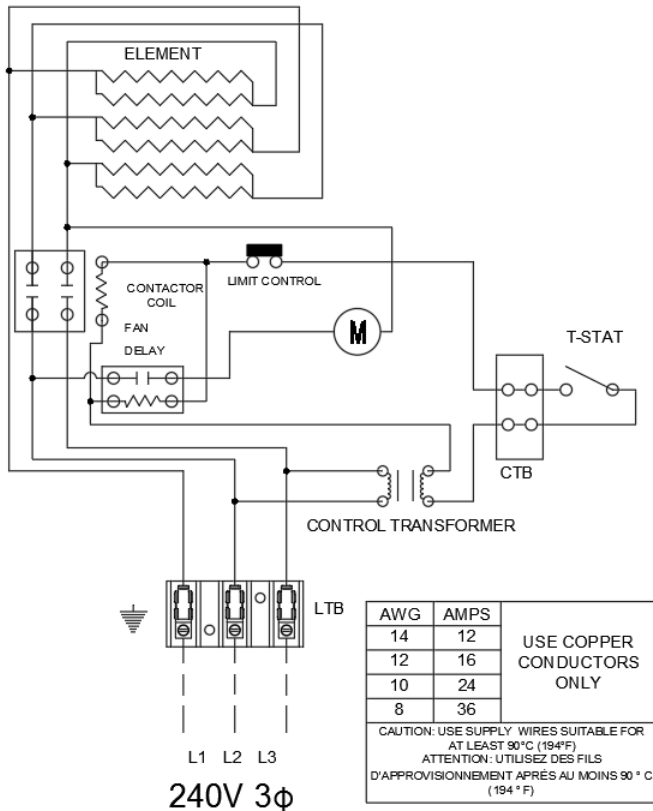 ELEMENT
LIMIT CONTROL
CONTACTOR
COIL
FAN
DELAY
M
T-STAT
CTB
CONTROL TRANSFORMER
LTB
L1 L2 L3
240V 3ϕ
AWG AMPS
14 12
12 16
10 24
8 36
USE COPPER
CONDUCTORS
ONLY
CAUTION: USE SUPPLY WIRES SUITABLE FOR
AT LEAST 90°C (194°F)
ATTENTION: UTILISEZ DES FILS
D'APPROVISIONNEMENT APRÉS AU MOINS 90 ° C
(194 ° F)